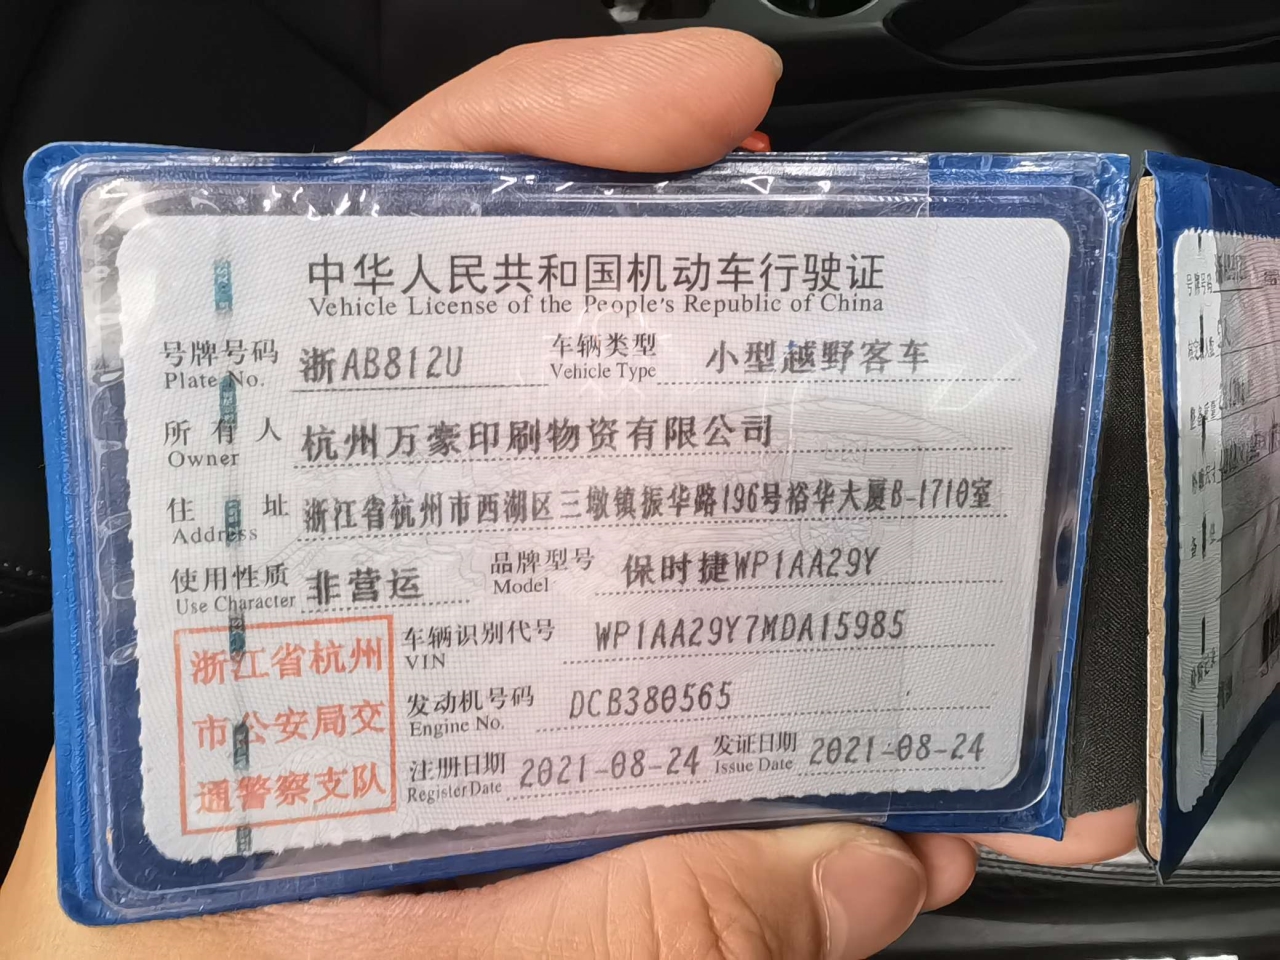 中华人民共和国机动车行驶证
Vehicle License of the People's Republic of China
号牌号码 浙AB812U 车辆类型 小型越野客车
Plate No. Vehicle Type
所有人 杭州万豪印刷物资有限公司
Owner
住址 浙江省杭州市西湖区三墩镇振华路196号裕华大厦B-1710室
Address
使用性质 非营运 品牌型号 保时捷WP1AA29Y
Use Character Model
浙江省杭州
市公安局交
通警察支队
车辆识别代号 WP1AA29Y7MDA15985
VIN
发动机号码 DCB380565
Engine No.
注册日期 2021-08-24 发证日期 2021-08-24
Register Date Issue Date
号牌号码